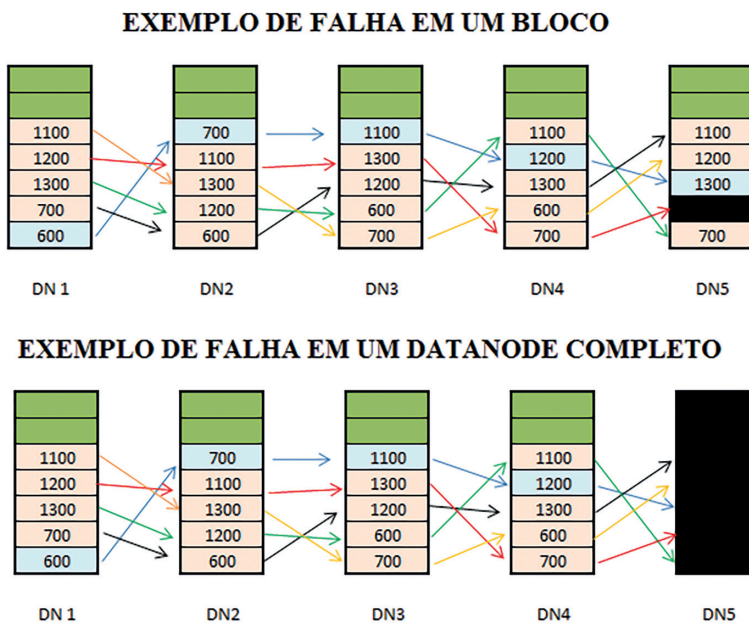 EXEMPLO DE FALHA EM UM BLOCO
1100 700 1100 1100 1100
1200 1100 1300 1200 1200
1300 1300 1200 1300 1300
700 1200 600 600
600 600 700 700 700
DN 1 DN2 DN3 DN4 DN5
EXEMPLO DE FALHA EM UM DATANODE COMPLETO
1100 700 1100 1100
1200 1100 1300 1200
1300 1300 1200 1300
700 1200 600 600
600 600 700 700
DN 1 DN2 DN3 DN4 DN5